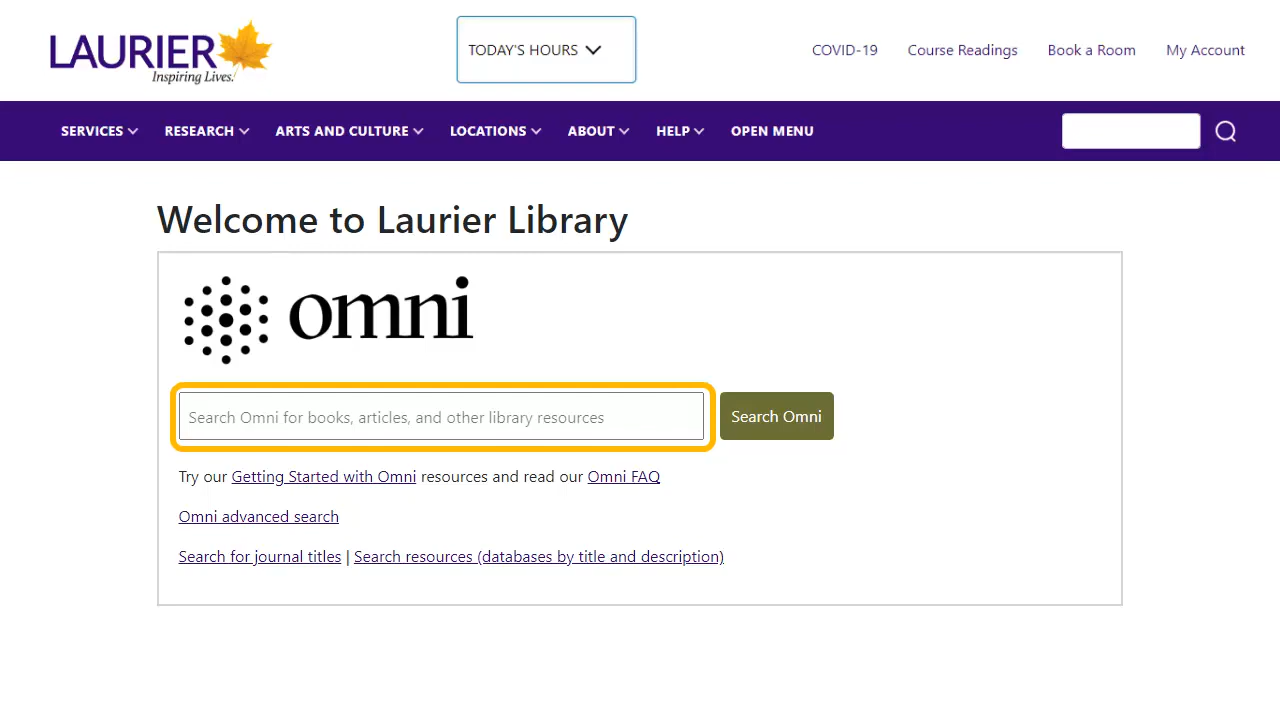 LAURIER
Inspiring Lives.
TODAY'S HOURS
COVID-19 Course Readings Book a Room My Account
SERVICES RESEARCH ARTS AND CULTURE LOCATIONS ABOUT HELP OPEN MENU
Welcome to Laurier Library
omni
Search Omni for books, articles, and other library resources Search Omni
Try our Getting Started with Omni resources and read our Omni FAQ
Omni advanced search
Search for journal titles | Search resources (databases by title and description)